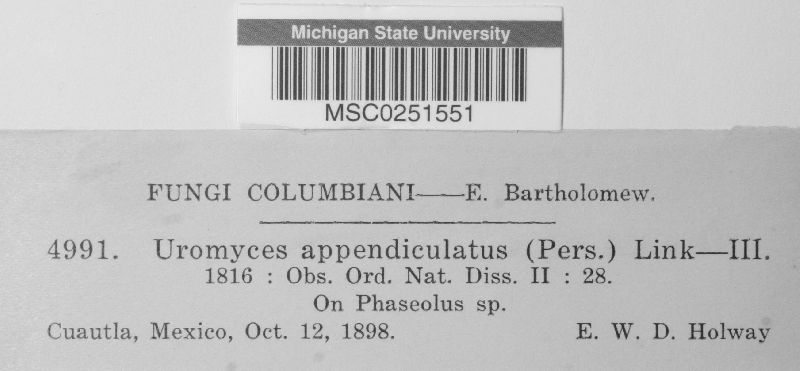 Michigan State University
MSC0251551
FUNGI COLUMBIANI——E. Bartholomew.
4991. Uromyces appendiculatus (Pers.) Link—III.
1816 : Obs. Ord. Nat. Diss. II : 28.
On Phaseolus sp.
Cuautla, Mexico, Oct. 12, 1898. E. W. D. Holway